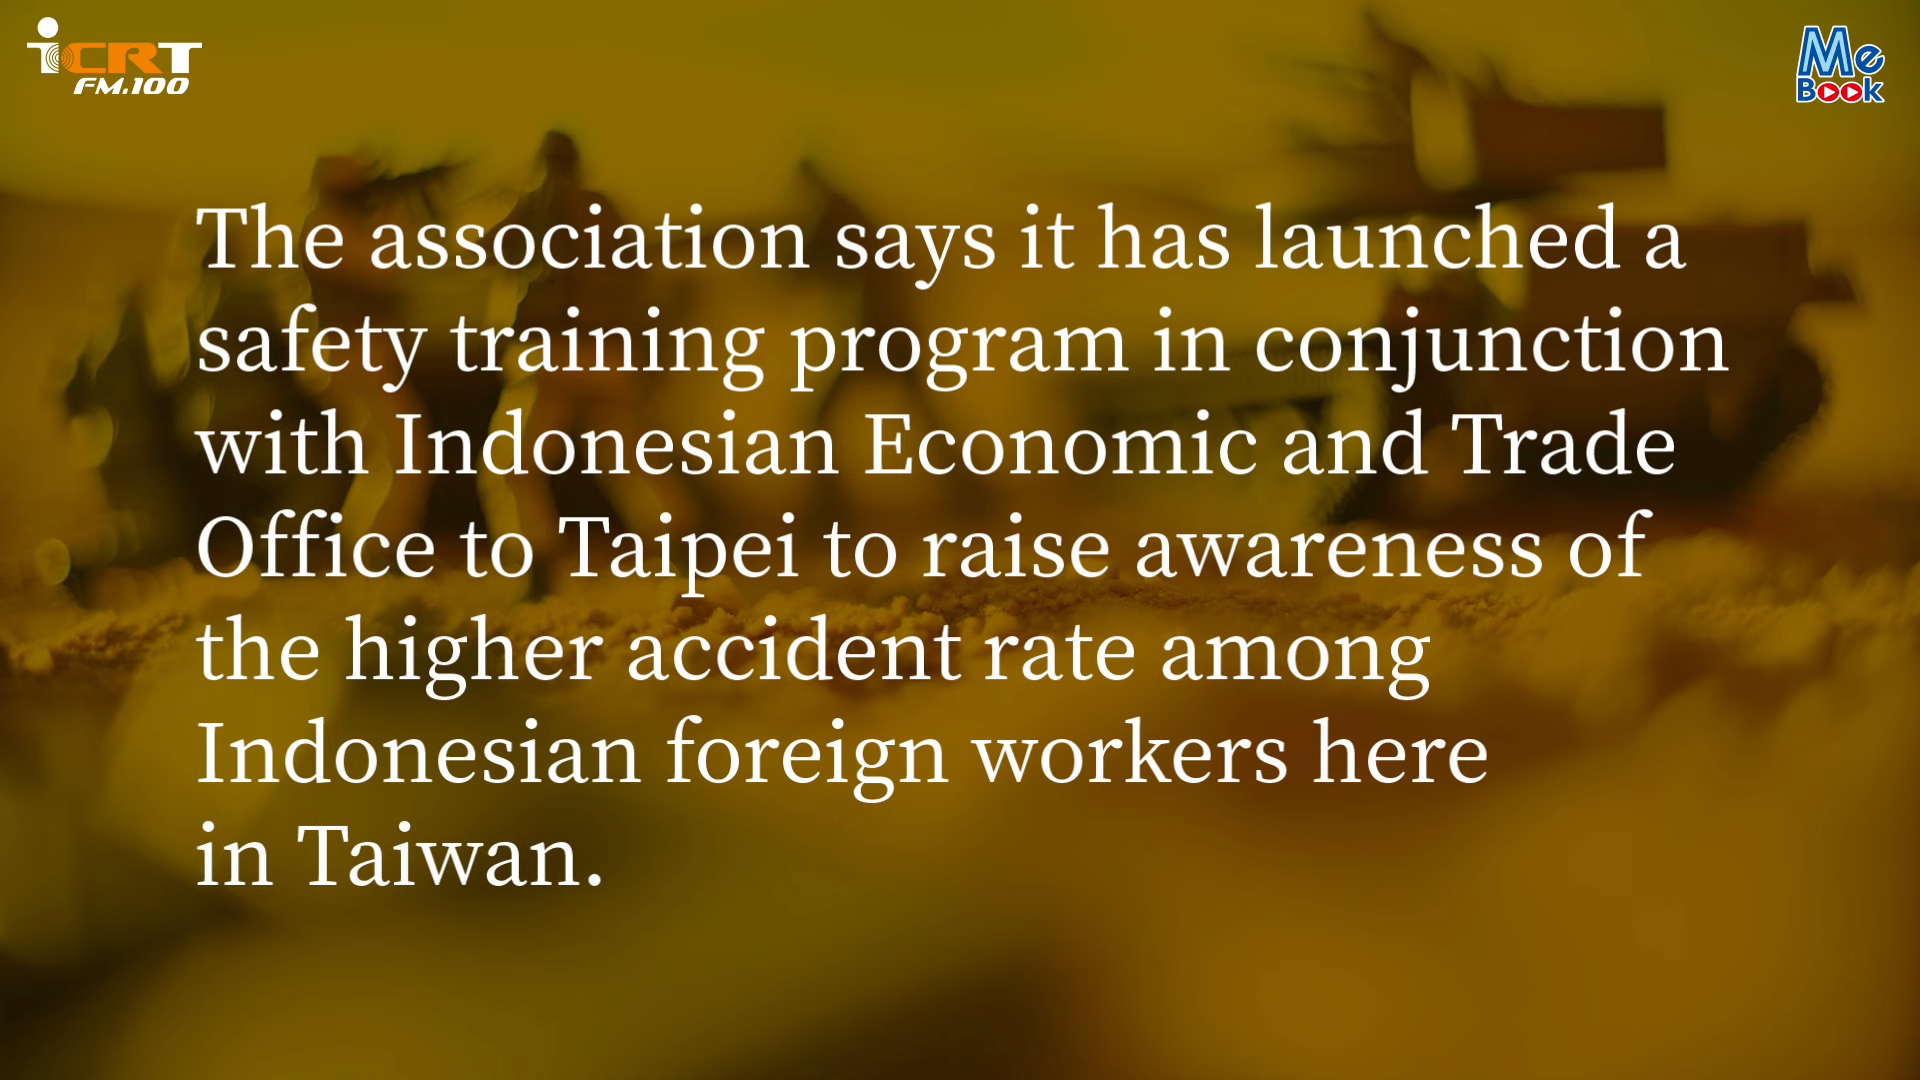 iCRT
FM.100
Me
Book
The association says it has launched a
safety training program in conjunction
with Indonesian Economic and Trade
Office to Taipei to raise awareness of
the higher accident rate among
Indonesian foreign workers here
in Taiwan.